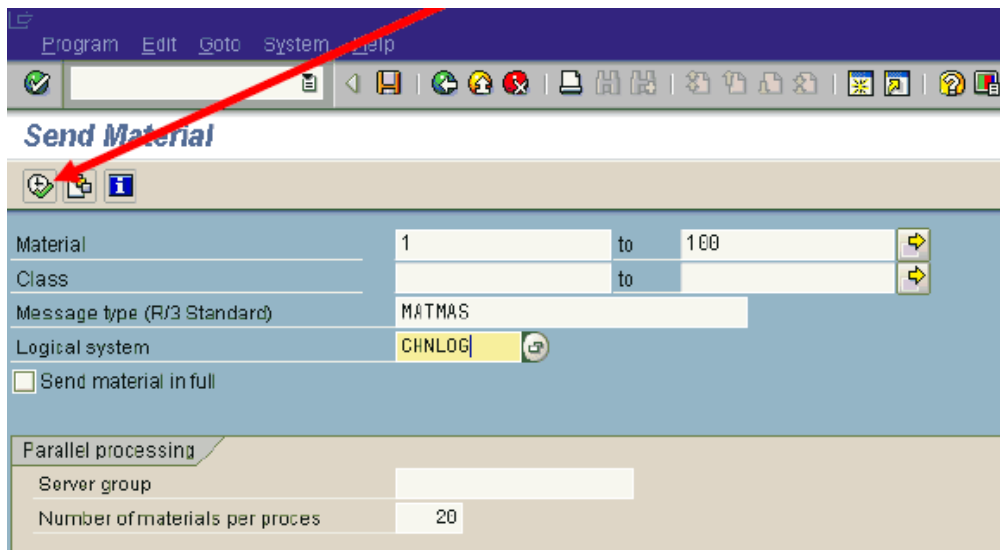 Program Edit Goto System Help
Send Material
Material 1 to 100
Class to
Message type (R/3 Standard) MATMAS
Logical system CHNLOG
Send material in full
Parallel processing
Server group
Number of materials per proces 20